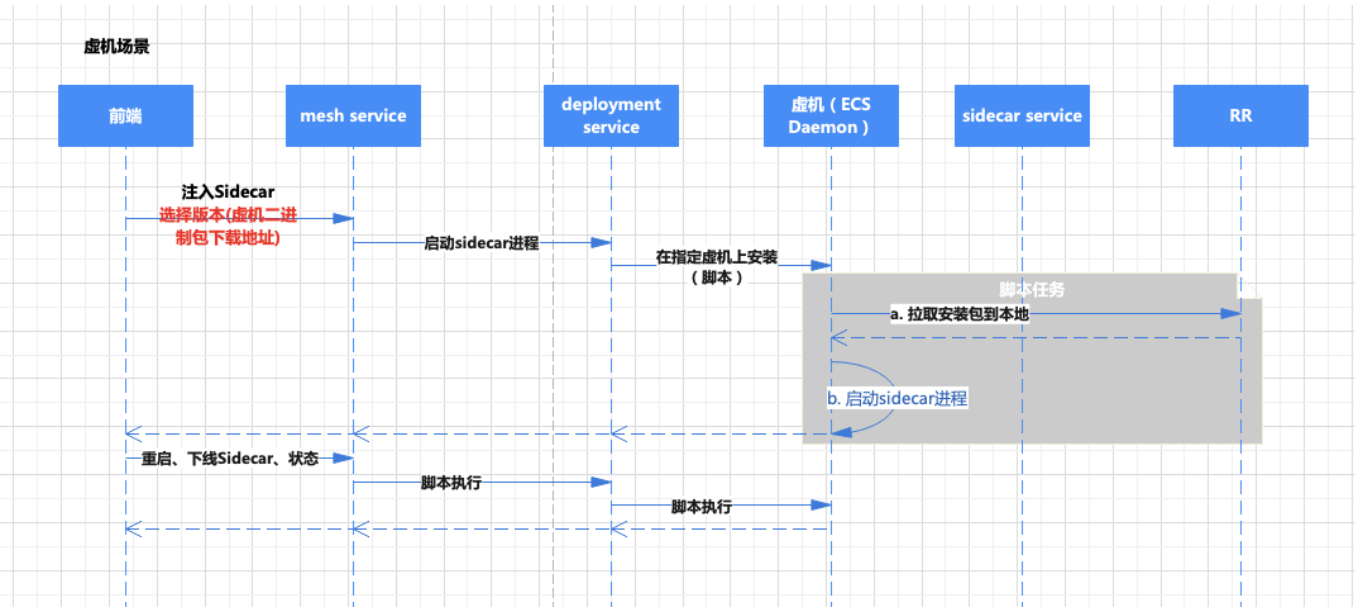 虚机场景
前端
mesh service
deployment
service
虚机（ECS
Daemon）
sidecar service
RR
注入Sidecar
选择版本(虚机二进
制包下载地址)
启动sidecar进程
在指定虚机上安装
（脚本）
脚本任务
a. 拉取安装包到本地
b. 启动sidecar进程
重启、下线Sidecar、状态
脚本执行
脚本执行